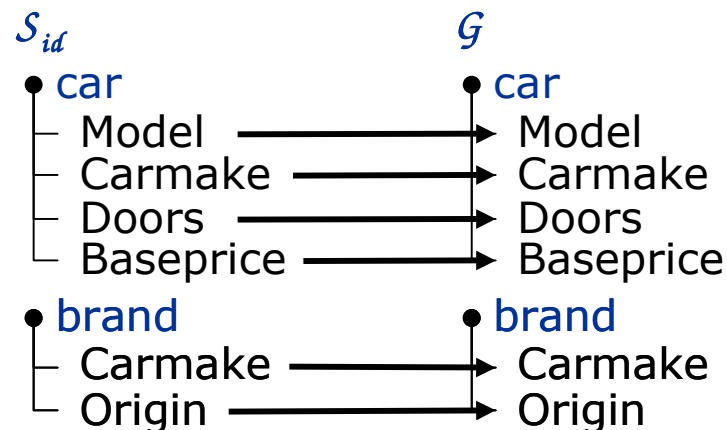 S_id G
car car
Model Model
Carmake Carmake
Doors Doors
Baseprice Baseprice
brand brand
Carmake Carmake
Origin Origin